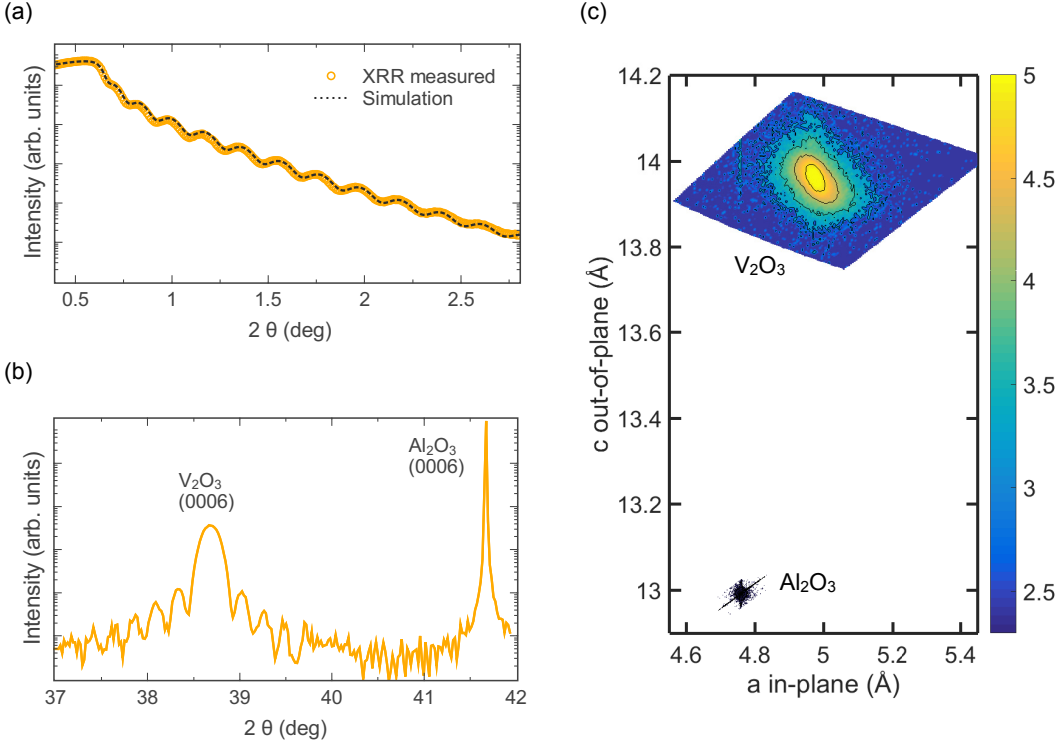 (a)
Intensity (arb. units)
XRR measured
Simulation
0.5 1 1.5 2 2.5
2 θ (deg)
(b)
Intensity (arb. units)
V₂O₃
(0006)
Al₂O₃
(0006)
37 38 39 40 41 42
2 θ (deg)
(c)
c out-of-plane (Å)
14.2
14
13.8
13.6
13.4
13.2
13
V₂O₃
Al₂O₃
4.6 4.8 5 5.2 5.4
a in-plane (Å)
5
4.5
4
3.5
3
2.5